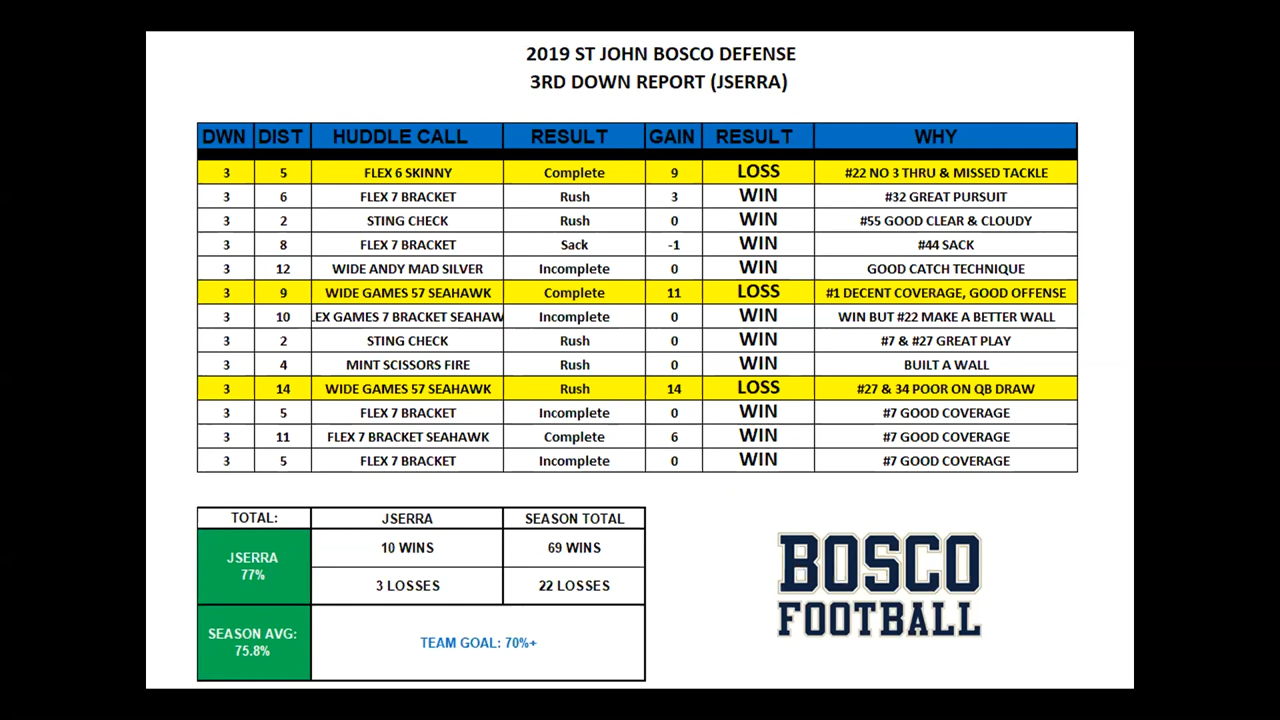 2019 ST JOHN BOSCO DEFENSE
3RD DOWN REPORT (JSERRA)
DWN DIST HUDDLE CALL RESULT GAIN RESULT WHY
3 5 FLEX 6 SKINNY Complete 9 LOSS #22 NO 3 THRU & MISSED TACKLE
3 6 FLEX 7 BRACKET Rush 3 WIN #32 GREAT PURSUIT
3 2 STING CHECK Rush 0 WIN #55 GOOD CLEAR & CLOUDY
3 8 FLEX 7 BRACKET Sack -1 WIN #44 SACK
3 12 WIDE ANDY MAD SILVER Incomplete 0 WIN GOOD CATCH TECHNIQUE
3 9 WIDE GAMES 57 SEAHAWK Complete 11 LOSS #1 DECENT COVERAGE, GOOD OFFENSE
3 10 LEX GAMES 7 BRACKET SEAHAW Incomplete 0 WIN WIN BUT #22 MAKE A BETTER WALL
3 2 STING CHECK Rush 0 WIN #7 & #27 GREAT PLAY
3 4 MINT SCISSORS FIRE Rush 0 WIN BUILT A WALL
3 14 WIDE GAMES 57 SEAHAWK Rush 14 LOSS #27 & 34 POOR ON QB DRAW
3 5 FLEX 7 BRACKET Incomplete 0 WIN #7 GOOD COVERAGE
3 11 FLEX 7 BRACKET SEAHAWK Complete 6 WIN #7 GOOD COVERAGE
3 5 FLEX 7 BRACKET Incomplete 0 WIN #7 GOOD COVERAGE
TOTAL: JSERRA SEASON TOTAL
JSERRA
77%
10 WINS 69 WINS
3 LOSSES 22 LOSSES
SEASON AVG:
75.8%
TEAM GOAL: 70%+
BOSCO
FOOTBALL